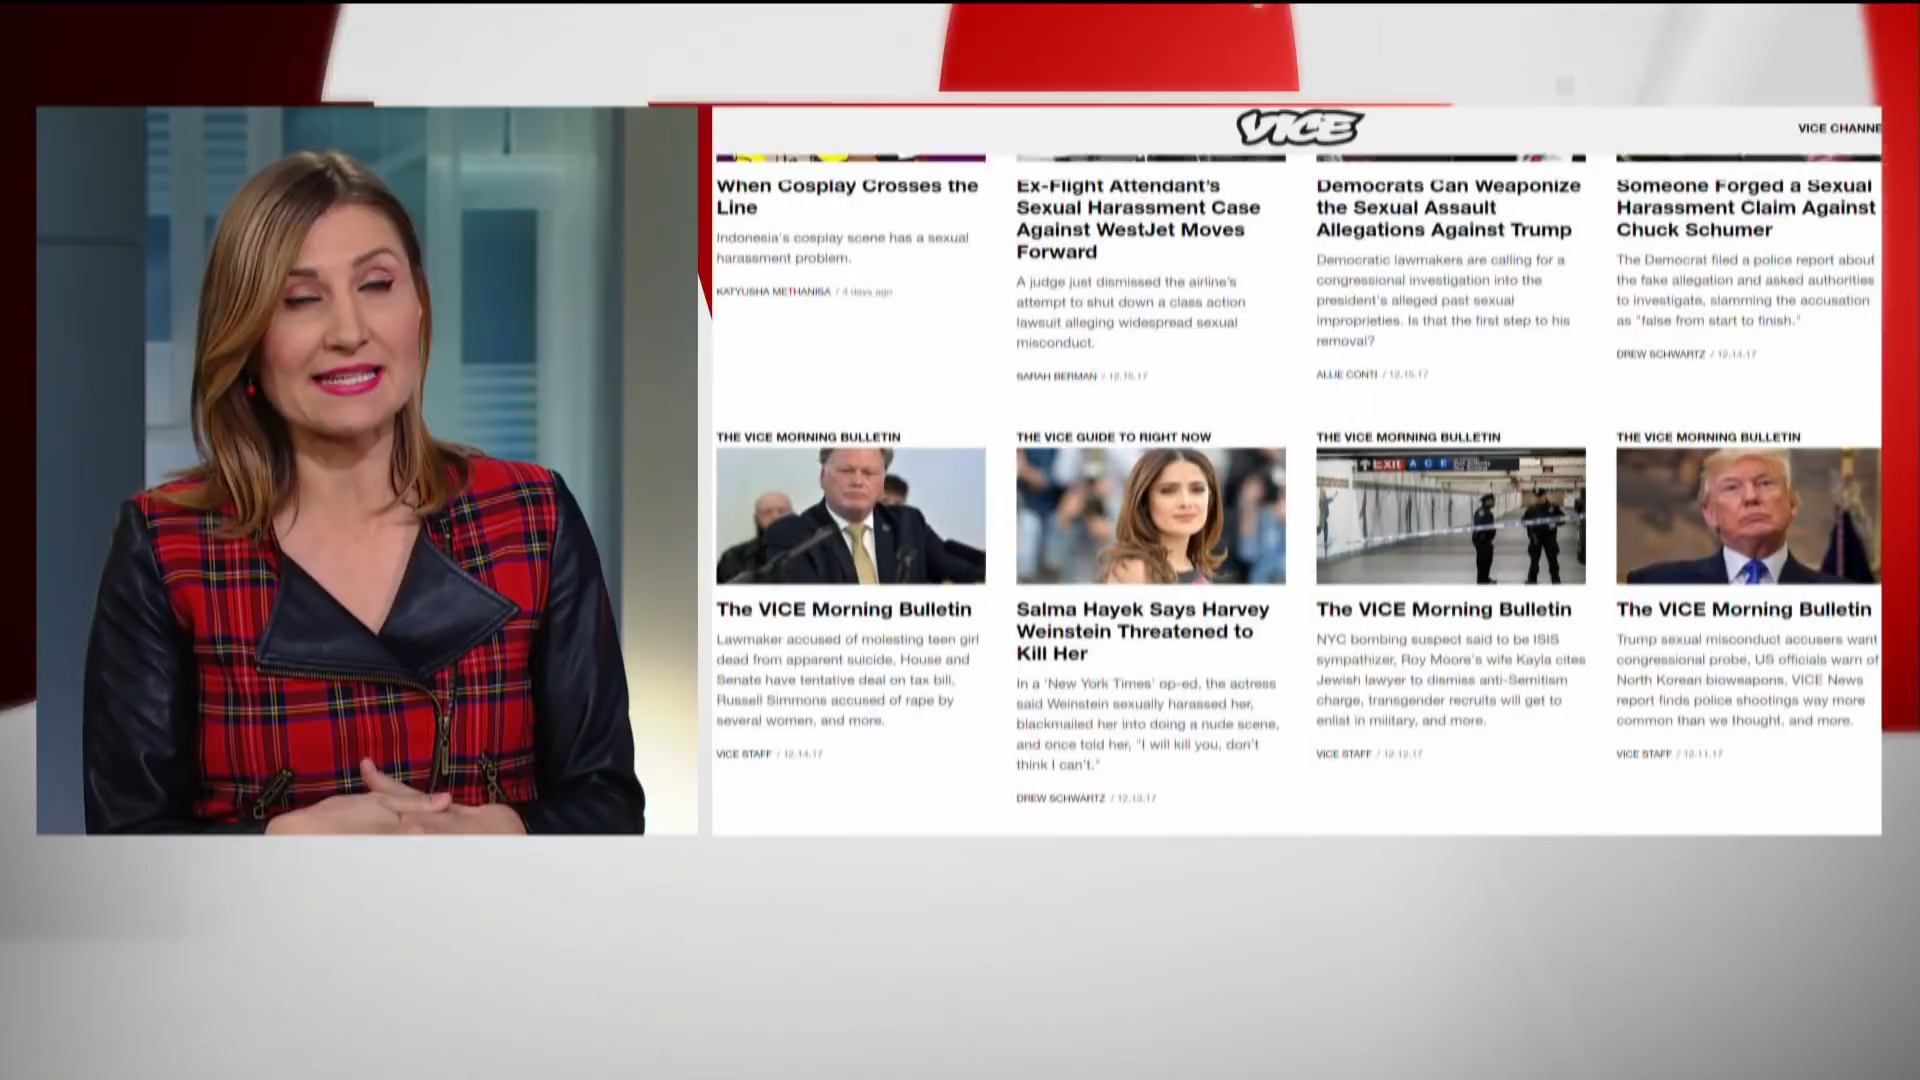 VICE
VICE CHANNE
When Cosplay Crosses the
Line
Indonesia's cosplay scene has a sexual
harassment problem.
KATYUSHA METHANISA / 4 days ago
Ex-Flight Attendant's
Sexual Harassment Case
Against WestJet Moves
Forward
A judge just dismissed the airline's
attempt to shut down a class action
lawsuit alleging widespread sexual
misconduct.
SARAH BERMAN / 12.15.17
Democrats Can Weaponize
the Sexual Assault
Allegations Against Trump
Democratic lawmakers are calling for a
congressional investigation into the
president's alleged past sexual
improprieties. Is that the first step to his
removal?
ALLIE CONTI / 12.15.17
Someone Forged a Sexual
Harassment Claim Against
Chuck Schumer
The Democrat filed a police report about
the fake allegation and asked authorities
to investigate, slamming the accusation
as "false from start to finish."
DREW SCHWARTZ / 12.14.17
THE VICE MORNING BULLETIN
The VICE Morning Bulletin
Lawmaker accused of molesting teen girl
dead from apparent suicide, House and
Senate have tentative deal on tax bill,
Russell Simmons accused of rape by
several women, and more.
VICE STAFF / 12.14.17
THE VICE GUIDE TO RIGHT NOW
Salma Hayek Says Harvey
Weinstein Threatened to
Kill Her
In a 'New York Times' op-ed, the actress
said Weinstein sexually harassed her,
blackmailed her into doing a nude scene,
and once told her, "I will kill you, don't
think I can't."
DREW SCHWARTZ / 12.13.17
THE VICE MORNING BULLETIN
EXIT A C E
The VICE Morning Bulletin
NYC bombing suspect said to be ISIS
sympathizer, Roy Moore's wife Kayla cites
Jewish lawyer to dismiss anti-Semitism
charge, transgender recruits will get to
enlist in military, and more.
VICE STAFF / 12.12.17
THE VICE MORNING BULLETIN
The VICE Morning Bulletin
Trump sexual misconduct accusers want
congressional probe, US officials warn of
North Korean bioweapons, VICE News
report finds police shootings way more
common than we thought, and more.
VICE STAFF / 12.11.17